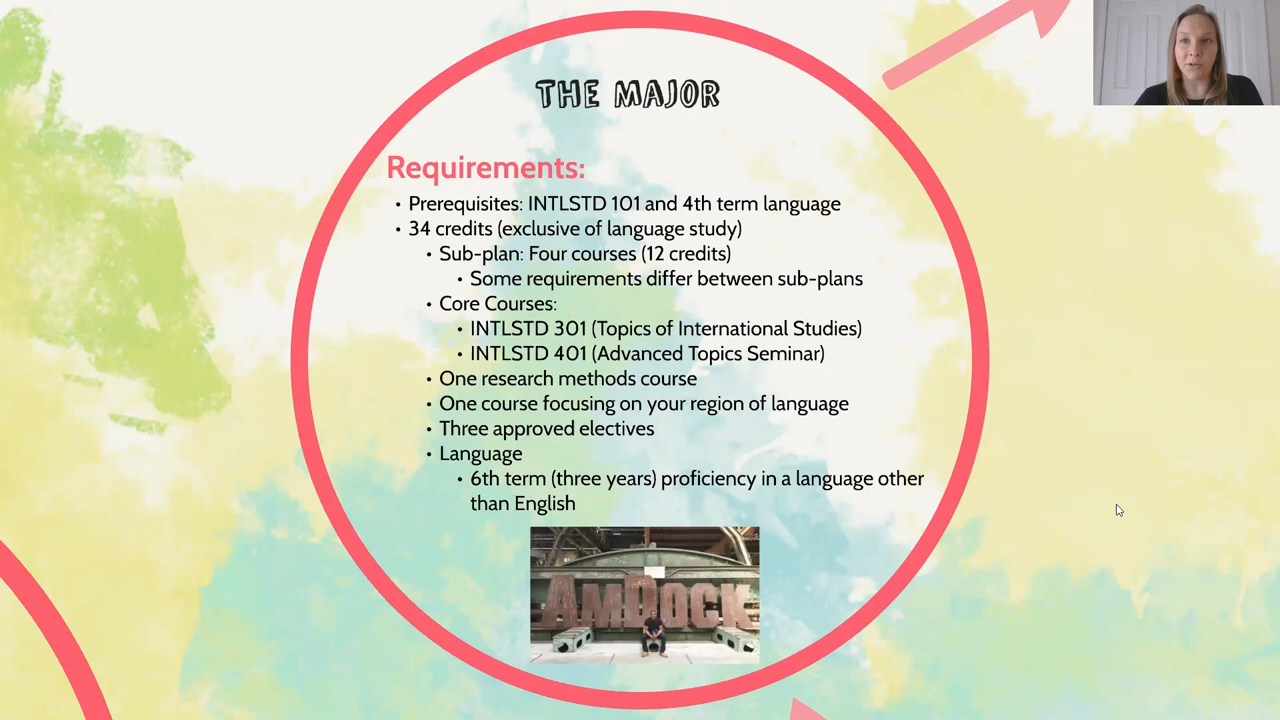 THE MAJOR
Requirements:
• Prerequisites: INTLSTD 101 and 4th term language
• 34 credits (exclusive of language study)
• Sub-plan: Four courses (12 credits)
• Some requirements differ between sub-plans
• Core Courses:
• INTLSTD 301 (Topics of International Studies)
• INTLSTD 401 (Advanced Topics Seminar)
• One research methods course
• One course focusing on your region of language
• Three approved electives
• Language
• 6th term (three years) proficiency in a language other
than English
AMDOCK